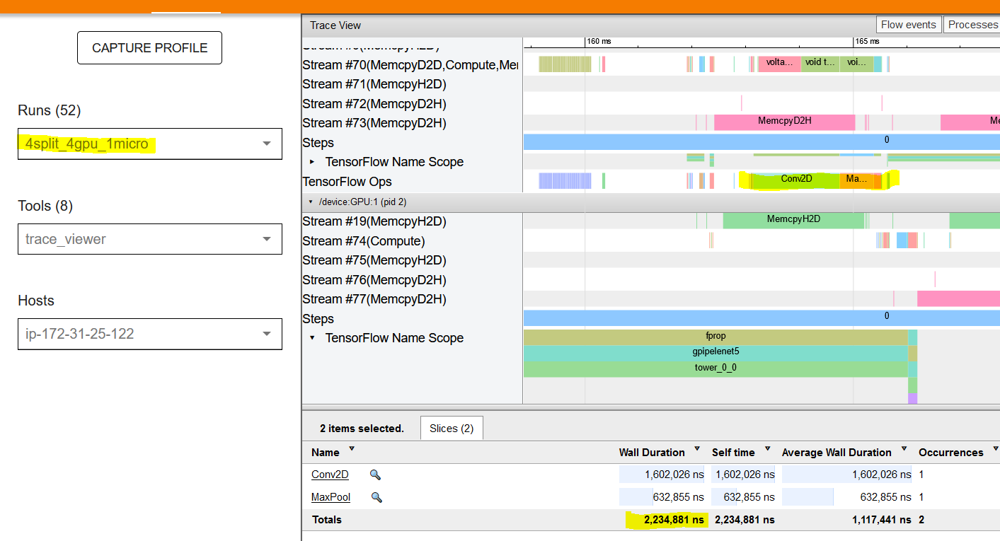 CAPTURE PROFILE
Runs (52)
4split_4gpu_1micro
Tools (8)
trace_viewer
Hosts
ip-172-31-25-122
Trace View
Flow events
Processes
160 ms
165 ms
Stream #70(MemcpyD2D,Compute,Me
volta...
void t...
voi...
Stream #71(MemcpyH2D)
Stream #72(MemcpyD2H)
Stream #73(MemcpyD2H)
MemcpyD2H
Me
Steps
0
TensorFlow Name Scope
TensorFlow Ops
Conv2D
Ma...
/device:GPU:1 (pid 2)
Stream #19(MemcpyH2D)
MemcpyH2D
Stream #74(Compute)
Stream #75(MemcpyH2D)
Stream #76(MemcpyD2H)
Stream #77(MemcpyD2H)
Steps
0
TensorFlow Name Scope
fprop
gpipelenet5
tower_0_0
2 items selected.
Slices (2)
Name Wall Duration Self time Average Wall Duration Occurrences
Conv2D 1,602,026 ns 1,602,026 ns 1,602,026 ns 1
MaxPool 632,855 ns 632,855 ns 632,855 ns 1
Totals 2,234,881 ns 2,234,881 ns 1,117,441 ns 2